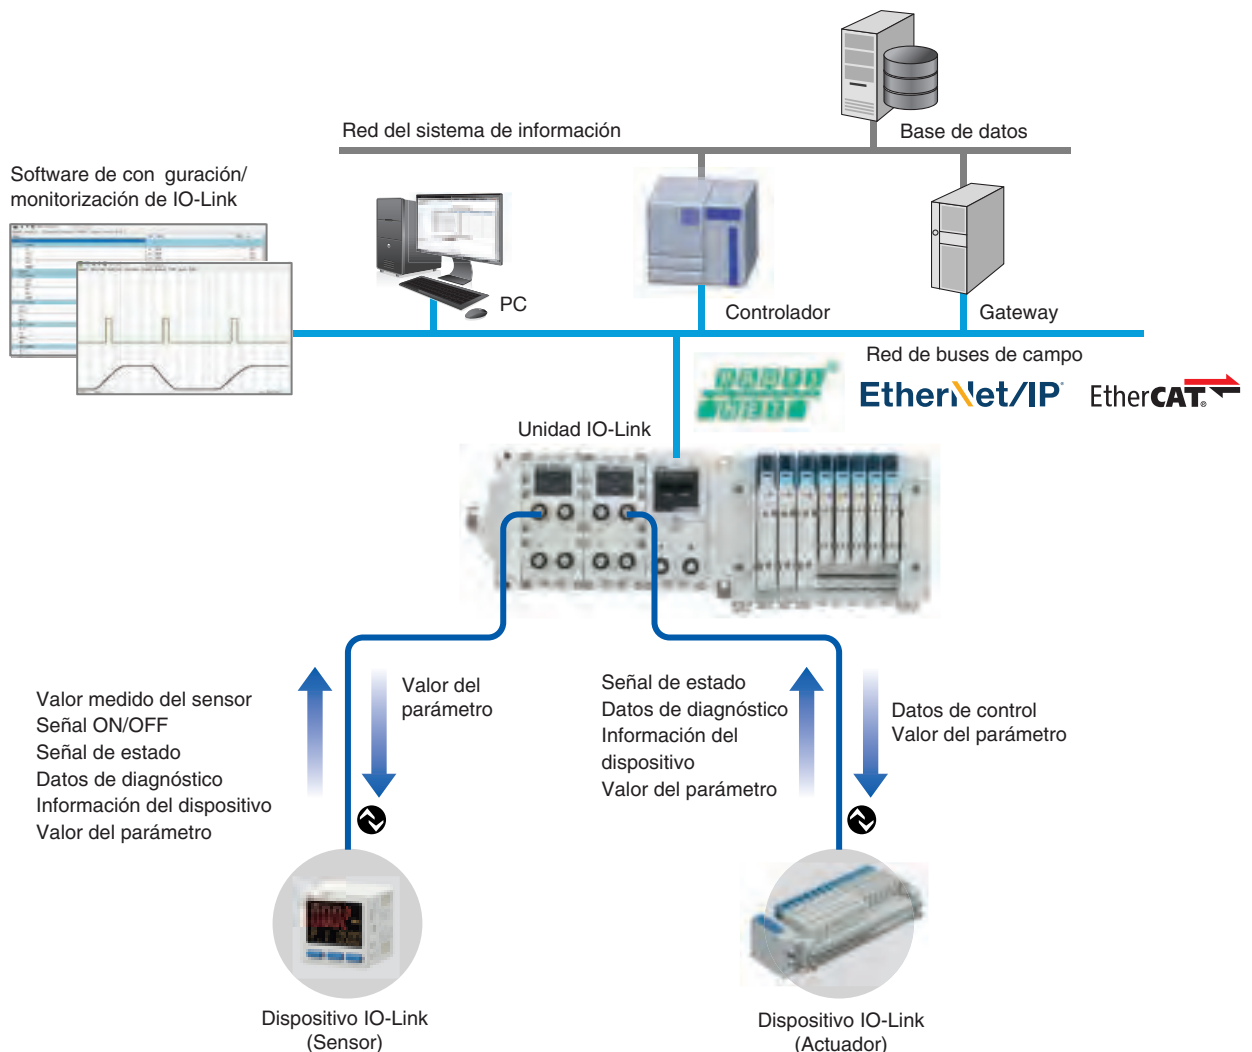 Red del sistema de información
Base de datos
Software de con guración/
monitorización de IO-Link
PC
Controlador
Gateway
Red de buses de campo
EtherNet/IP
EtherCAT®
Unidad IO-Link
Valor medido del sensor
Señal ON/OFF
Señal de estado
Datos de diagnóstico
Información del dispositivo
Valor del parámetro
Valor del
parámetro
Señal de estado
Datos de diagnóstico
Información del
dispositivo
Valor del parámetro
Datos de control
Valor del parámetro
Dispositivo IO-Link
(Sensor)
Dispositivo IO-Link
(Actuador)